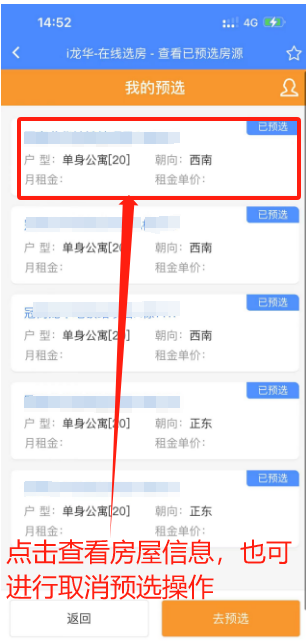 14:52
4G
i龙华-在线选房 - 查看已预选房源
我的预选
已预选
户 型: 单身公寓[20] 朝向: 西南
月租金: 租金单价:
已预选
户 型: 单身公寓[20] 朝向: 西南
月租金: 租金单价:
已预选
户 型: 单身公寓[20] 朝向: 西南
月租金: 租金单价:
已预选
户 型: 单身公寓[20] 朝向: 正东
月租金: 租金单价:
已预选
户 型: 单身公寓[20] 朝向: 正东
月租金: 租金单价:
点击查看房屋信息，也可
进行取消预选操作
返回 去预选